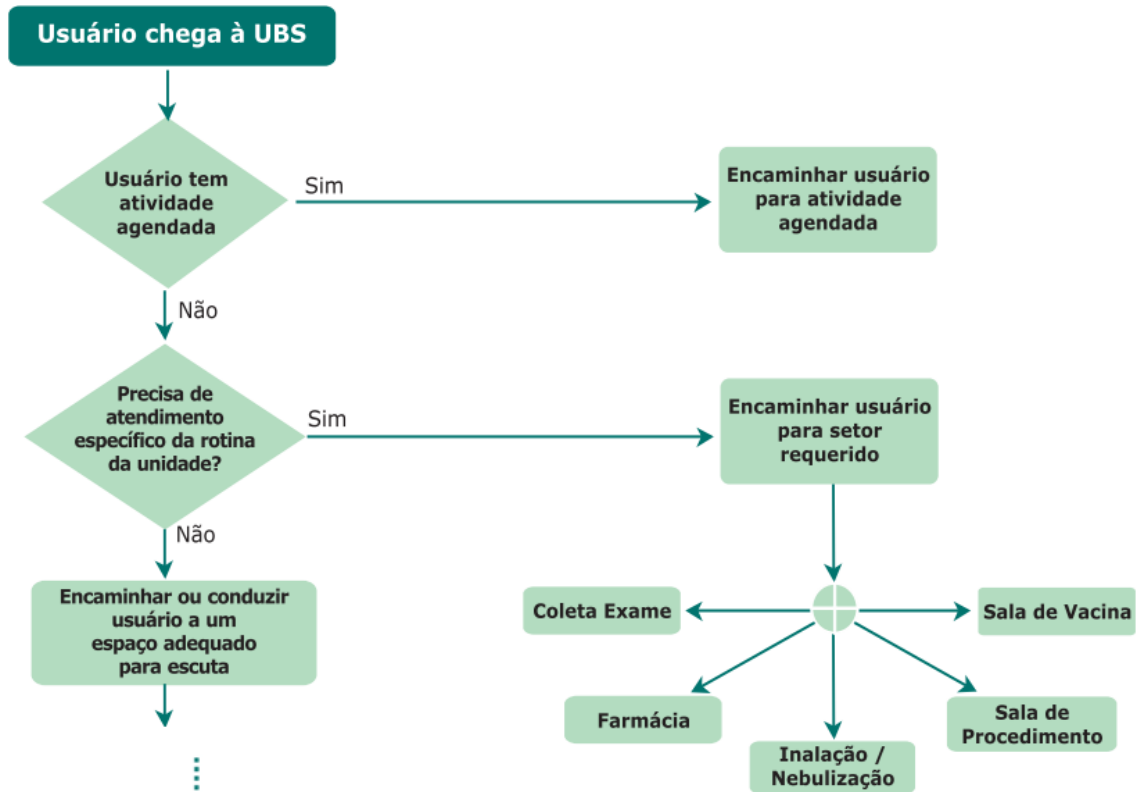 Usuário chega à UBS
Usuário tem
atividade
agendada
Sim
Encaminhar usuário
para atividade
agendada
Não
Precisa de
atendimento
específico da rotina
da unidade?
Sim
Encaminhar usuário
para setor
requerido
Não
Encaminhar ou conduzir
usuário a um
espaço adequado
para escuta
Coleta Exame
Sala de Vacina
Farmácia
Sala de
Procedimento
Inalação /
Nebulização